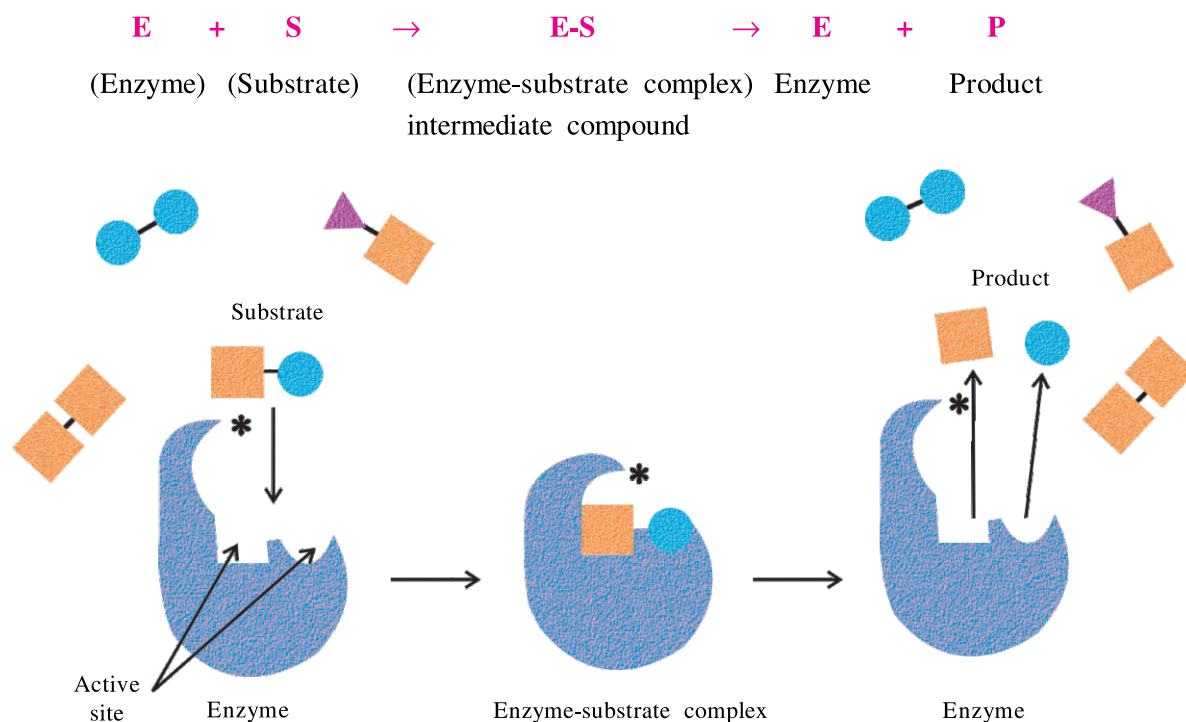 E + S → E-S → E + P
(Enzyme) (Substrate) (Enzyme-substrate complex) Enzyme Product
intermediate compound
Product
Substrate
*
*
*
Active
site
Enzyme
Enzyme-substrate complex
Enzyme